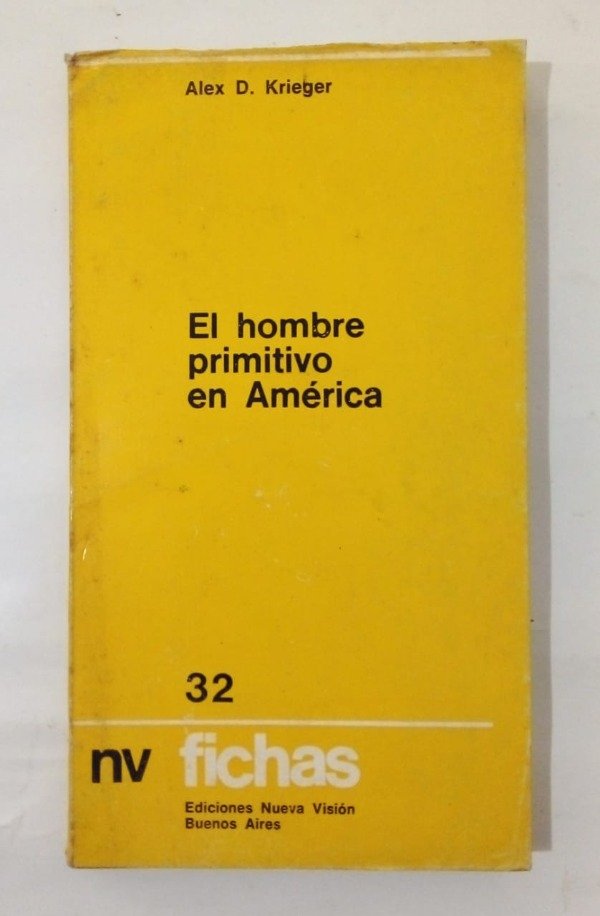 Alex D. Krieger
El hombre
primitivo
en América
32
nv fichas
Ediciones Nueva Visión
Buenos Aires